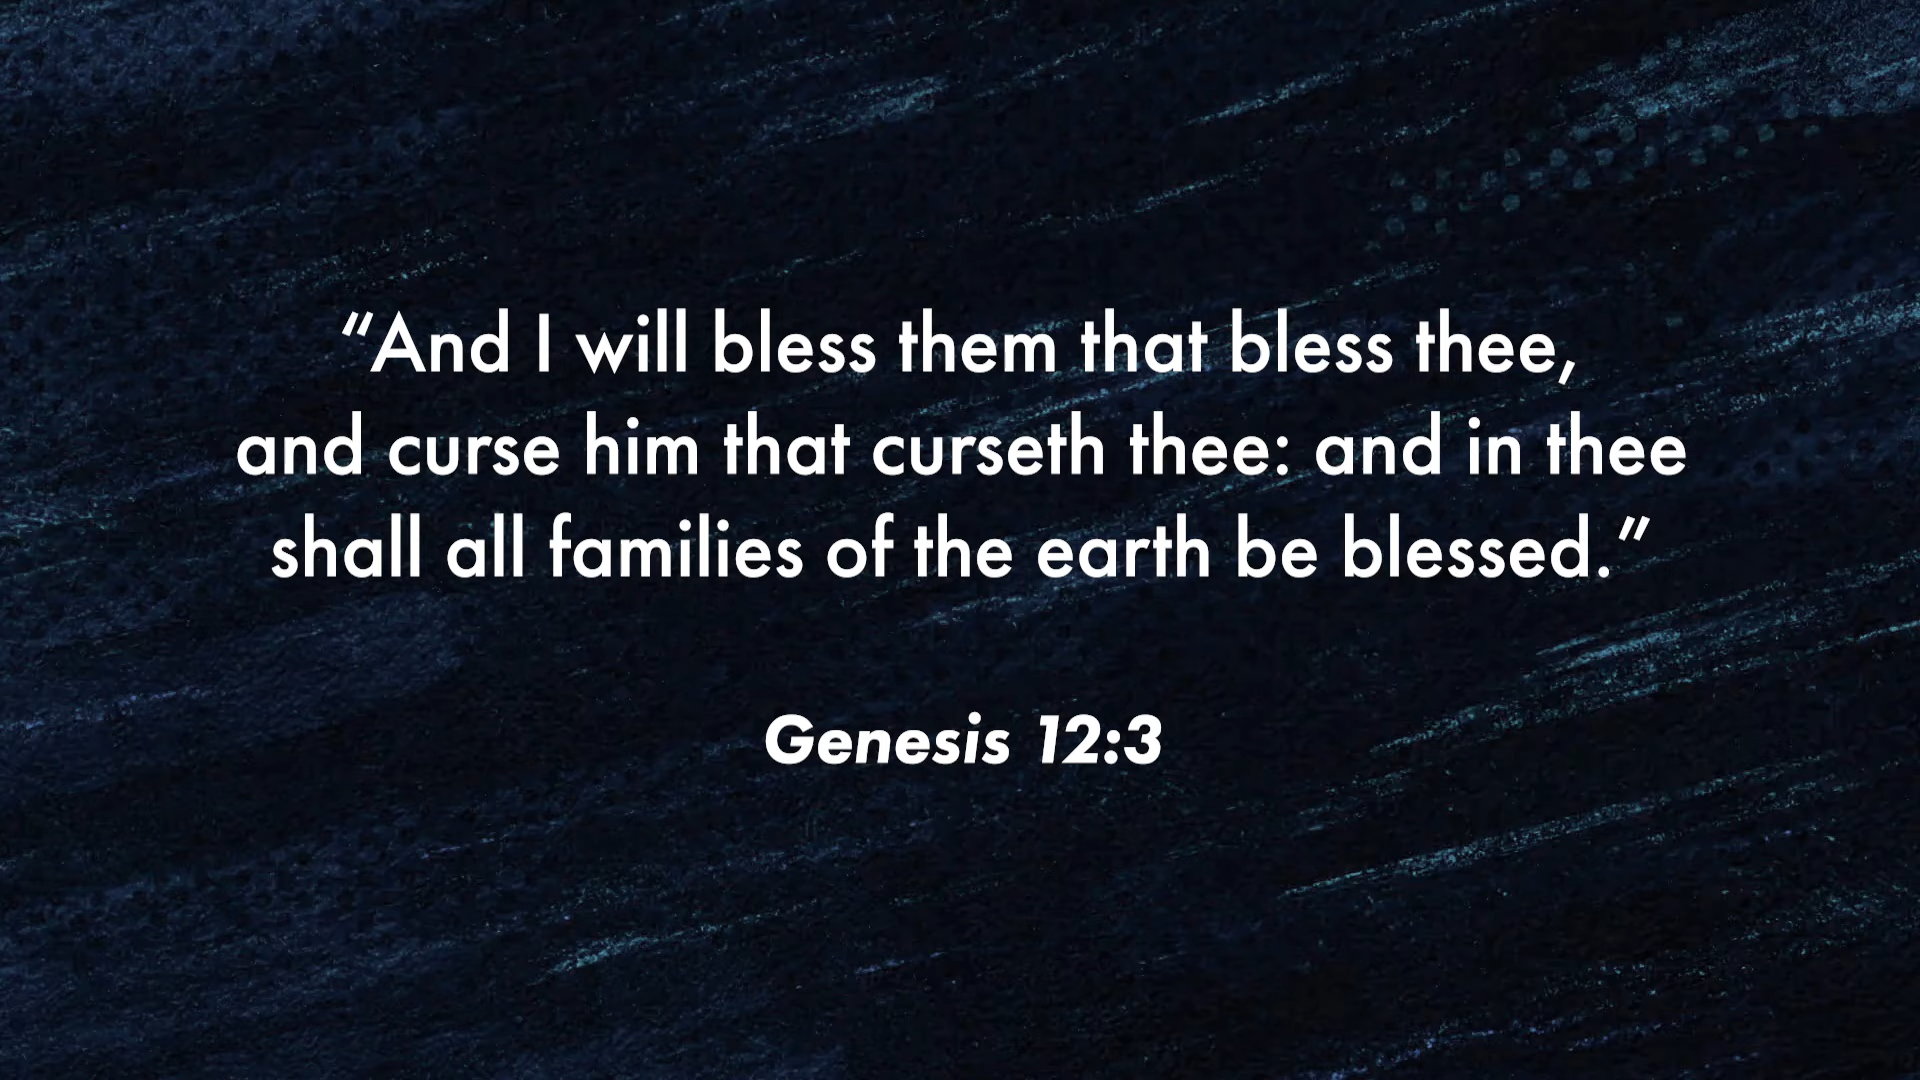 “And I will bless them that bless thee,
and curse him that curseth thee: and in thee
shall all families of the earth be blessed.”
Genesis 12:3